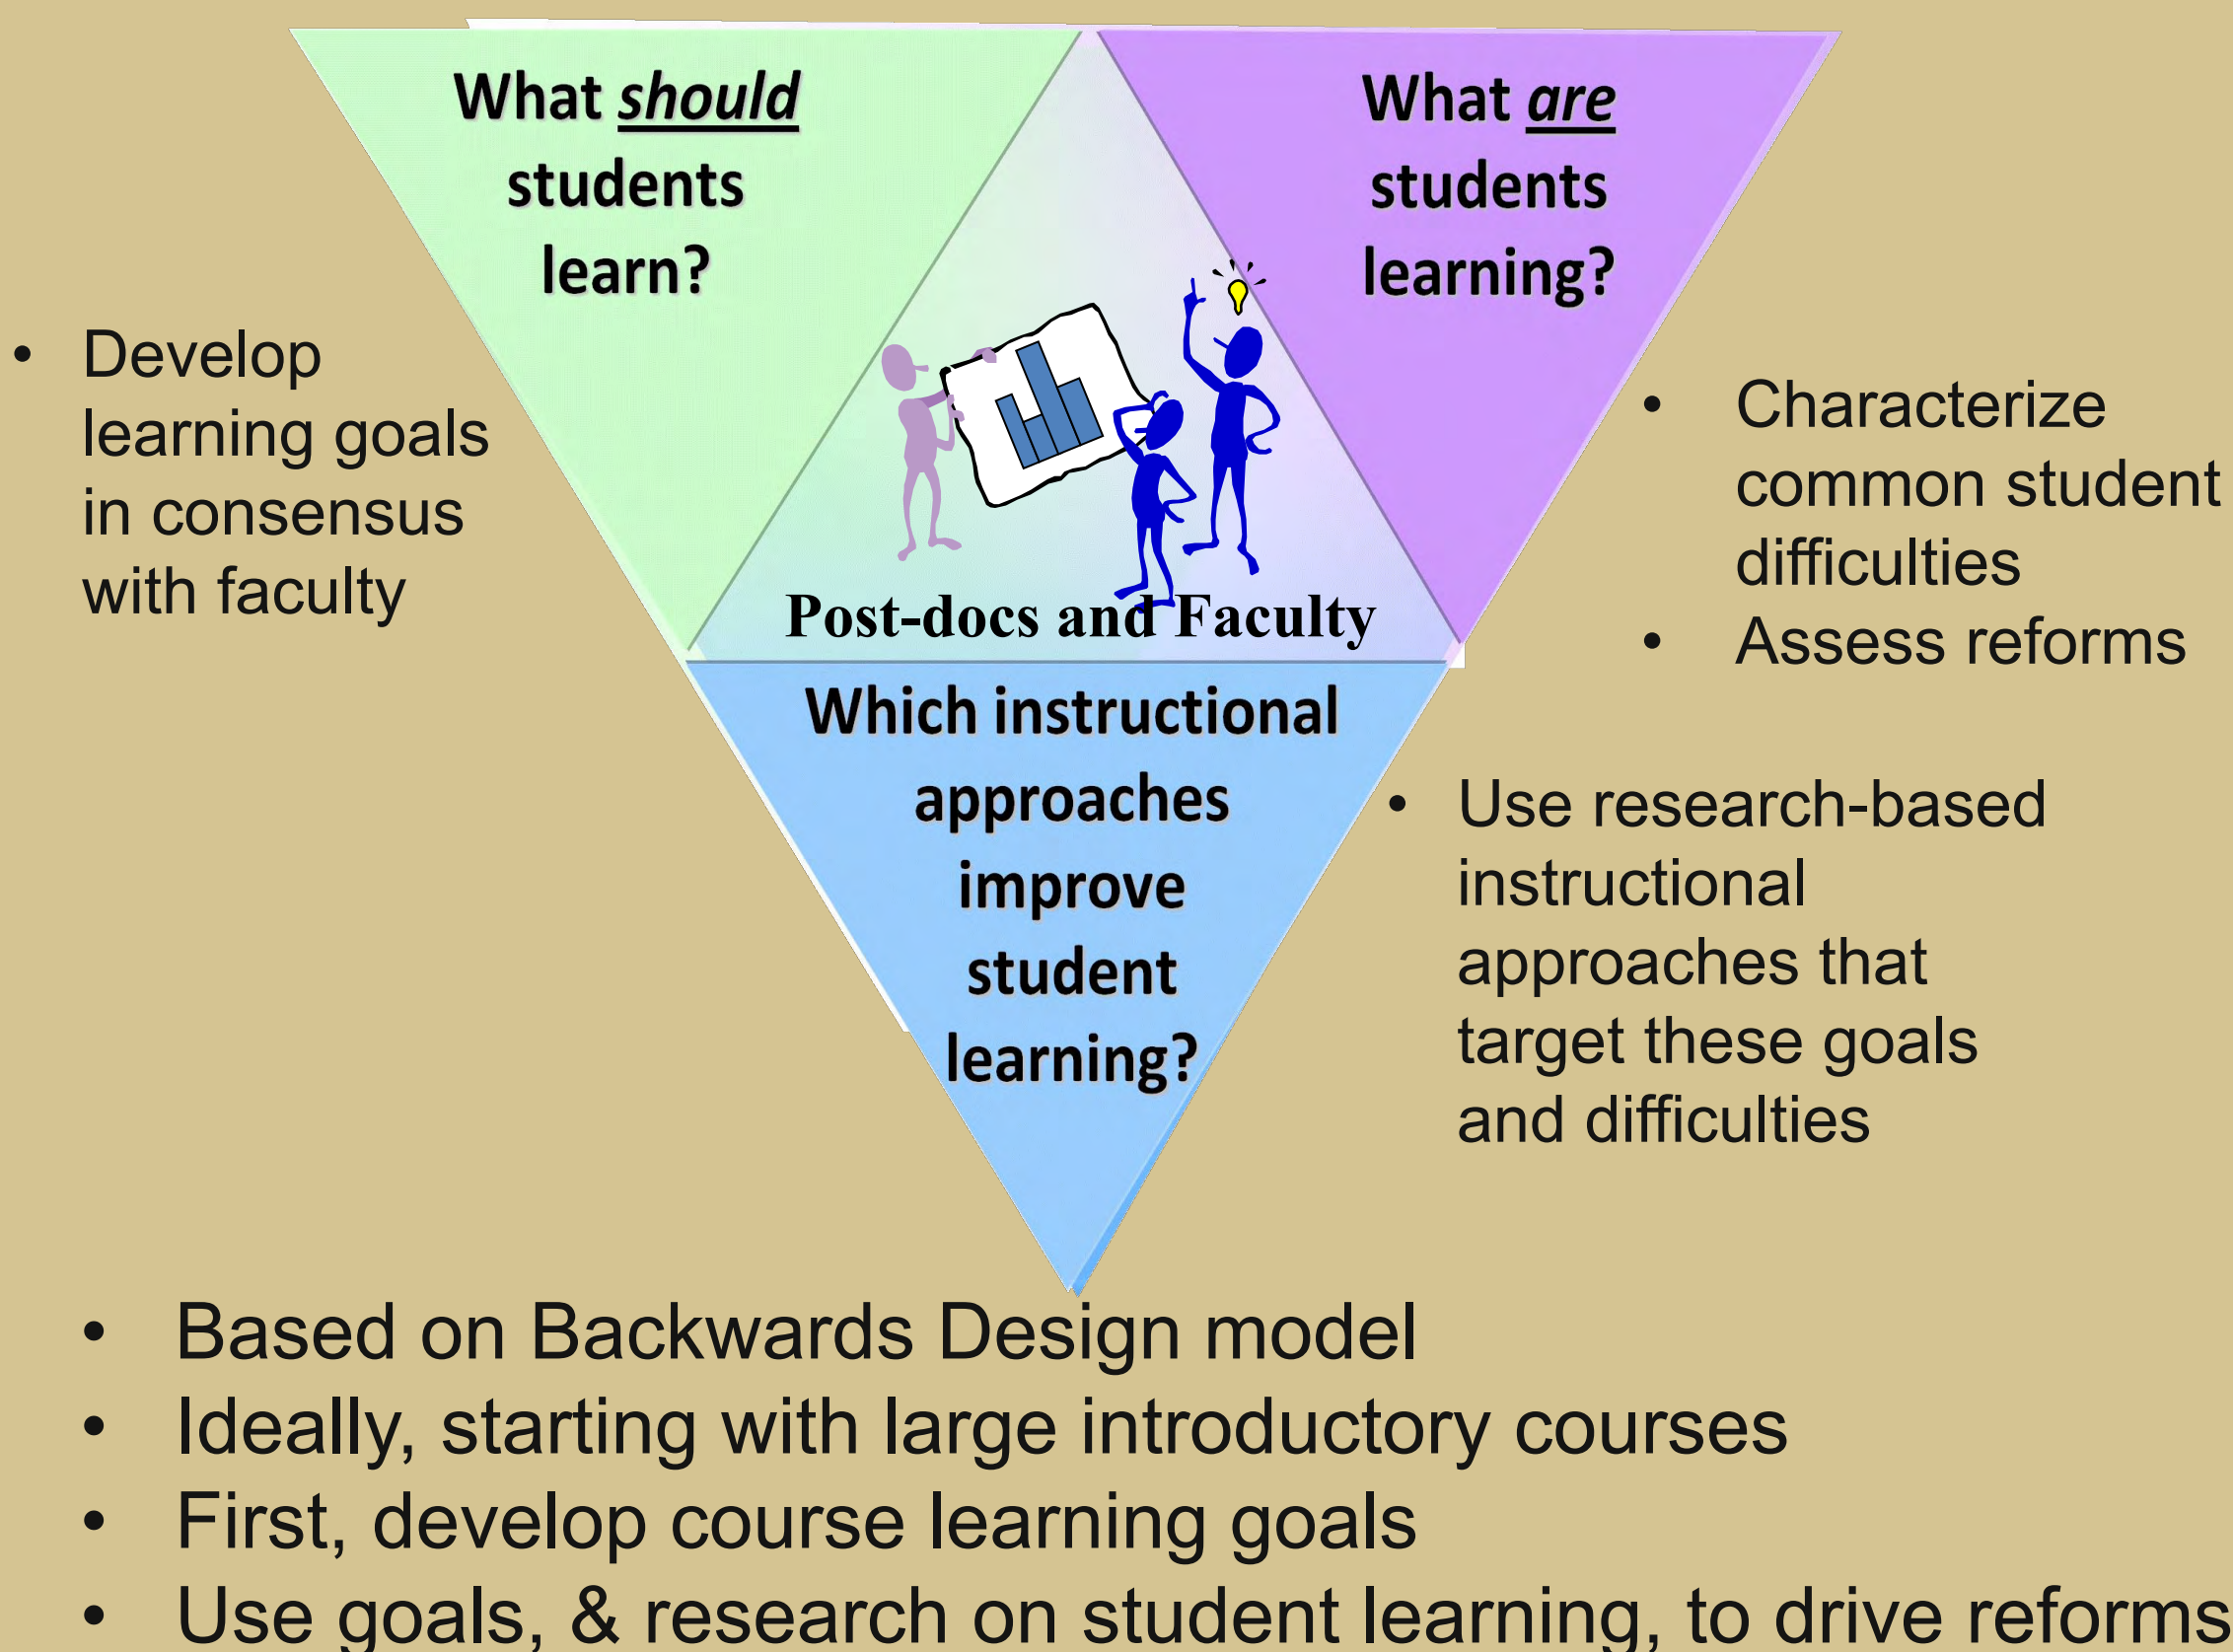 What should
students
learn?
What are
students
learning?
• Develop
learning goals
in consensus
with faculty
• Characterize
common student
difficulties
• Assess reforms
Post-docs and Faculty
Which instructional
approaches
improve
student
learning?
• Use research-based
instructional
approaches that
target these goals
and difficulties
• Based on Backwards Design model
• Ideally, starting with large introductory courses
• First, develop course learning goals
• Use goals, & research on student learning, to drive reforms